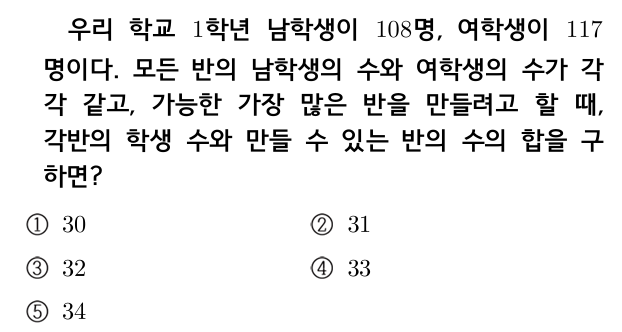 우리 학교 1학년 남학생이 108명, 여학생이 117
명이다. 모든 반의 남학생의 수와 여학생의 수가 각
각 같고, 가능한 가장 많은 반을 만들려고 할 때,
각반의 학생 수와 만들 수 있는 반의 수의 합을 구
하면?
① 30 ② 31
③ 32 ④ 33
⑤ 34